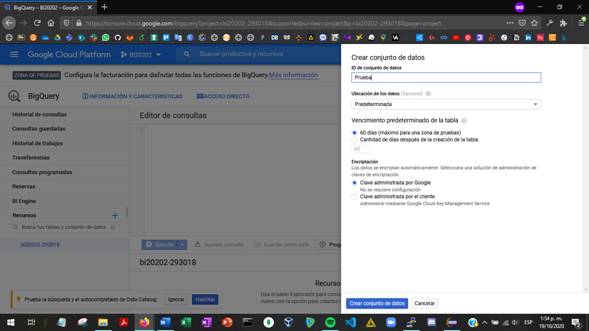 BigQuery – BI20202 – Google C
https://console.cloud.google.com/bigquery?project=bi20202-293018&supportedpurview=project&p=bi20202-293018&page=project
Google Cloud Platform
BI20202
Buscar productos y recursos
ZONA DE PRUEBAS
Configura la facturación para disfrutar todas las funciones de BigQuery.
Más información
BigQuery
INFORMACIÓN Y CARACTERÍSTICAS
ACCESO DIRECTO
Historial de consultas
Consultas guardadas
Historial de trabajos
Transferencias
Consultas programadas
Reservas
BI Engine
Recursos
Busca tus tablas y conjunto de datos
bi20202-293018
Editor de consultas
1
Ejecutar
Guardar consulta
Guardar vista
bi20202-293018
Prueba la búsqueda y el autocompletado de Data Catalog
Ignorar
Habilitar
Crear conjunto de datos
ID de conjunto de datos
Prueba
Ubicación de los datos (Opcional)
Predeterminada
Vencimiento predeterminado de la tabla
60 días (máximo para una zona de pruebas)
Cantidad de días después de la creación de la tabla:
60
Encriptación
Los datos se encriptan automáticamente. Selecciona una solución de administración de
claves de encriptación.
Clave administrada por Google
No se requiere configuración
Clave administrada por el cliente
Administrar mediante Google Cloud Key Management Service
Crear conjunto de datos
Cancelar
ESP
1:54 p. m.
19/10/2020